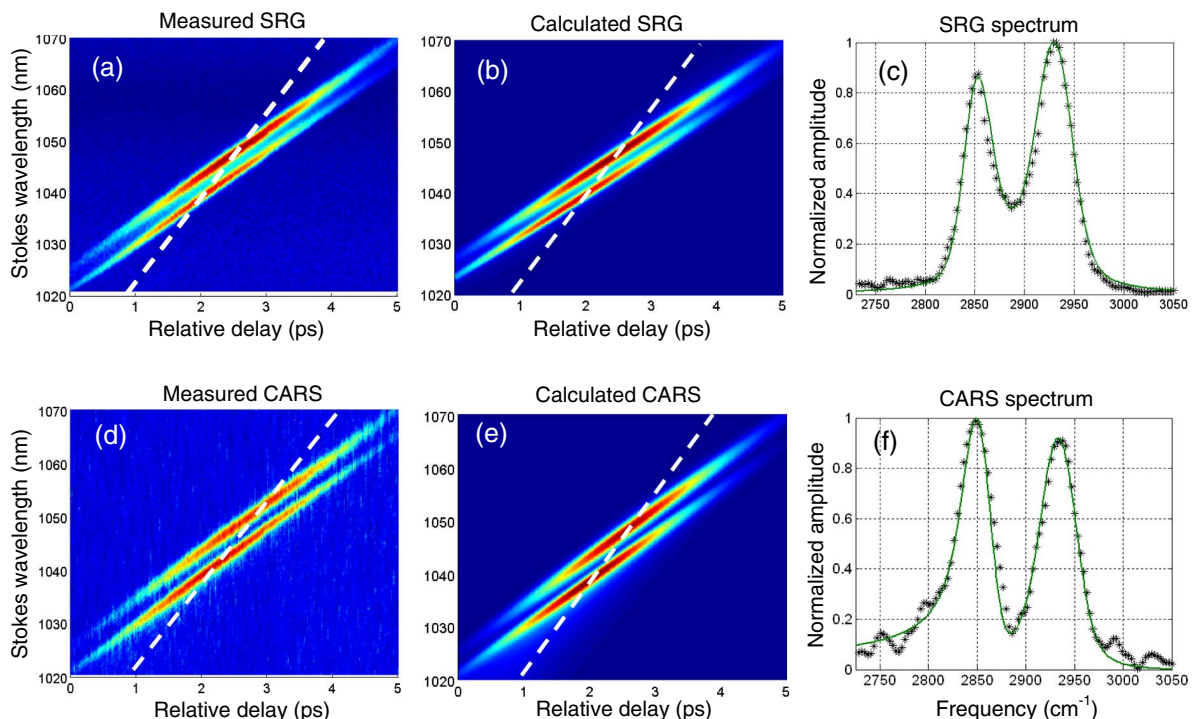 Measured SRG
(a)
Stokes wavelength (nm)
1070
1060
1050
1040
1030
1020
0 1 2 3 4 5
Relative delay (ps)
Calculated SRG
(b)
1070
1060
1050
1040
1030
1020
0 1 2 3 4 5
Relative delay (ps)
SRG spectrum
(c)
Normalized amplitude
1
0.8
0.6
0.4
0.2
0
2750 2800 2850 2900 2950 3000 3050
Measured CARS
(d)
Stokes wavelength (nm)
1070
1060
1050
1040
1030
1020
0 1 2 3 4 5
Relative delay (ps)
Calculated CARS
(e)
1070
1060
1050
1040
1030
1020
0 1 2 3 4 5
Relative delay (ps)
CARS spectrum
(f)
Normalized amplitude
1
0.8
0.6
0.4
0.2
0
2750 2800 2850 2900 2950 3000 3050
Frequency (cm⁻¹)